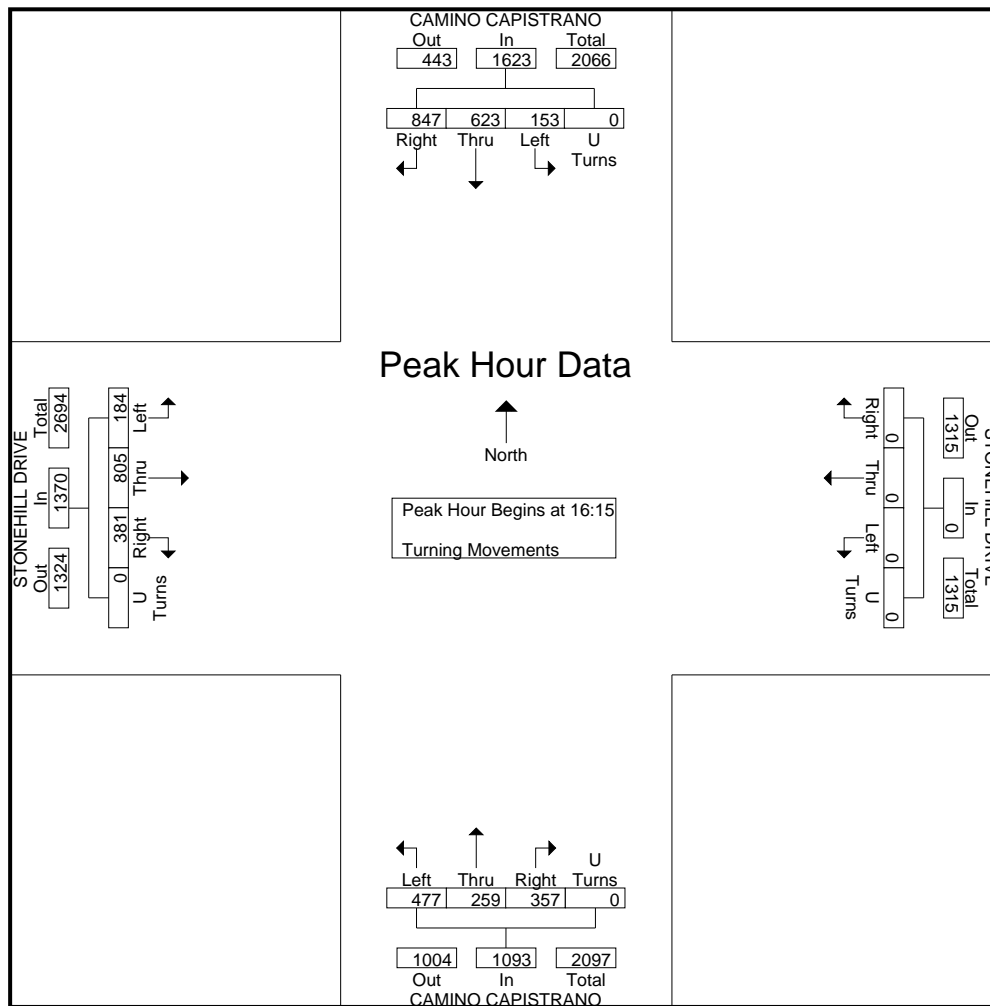 CAMINO CAPISTRANO
Out In Total
443 1623 2066
847 623 153 0
Right Thru Left U Turns
Peak Hour Data
North
Peak Hour Begins at 16:15
Turning Movements
STONEHILL DRIVE
Total In Out
2694 1370 1324
184 805 381 0
Left Thru Right U Turns
STONEHILL DRIVE
Out In Total
1315 0 1315
0 0 0 0
Right Thru Left U Turns
Left Thru Right U Turns
477 259 357 0
1004 1093 2097
Out In Total
CAMINO CAPISTRANO